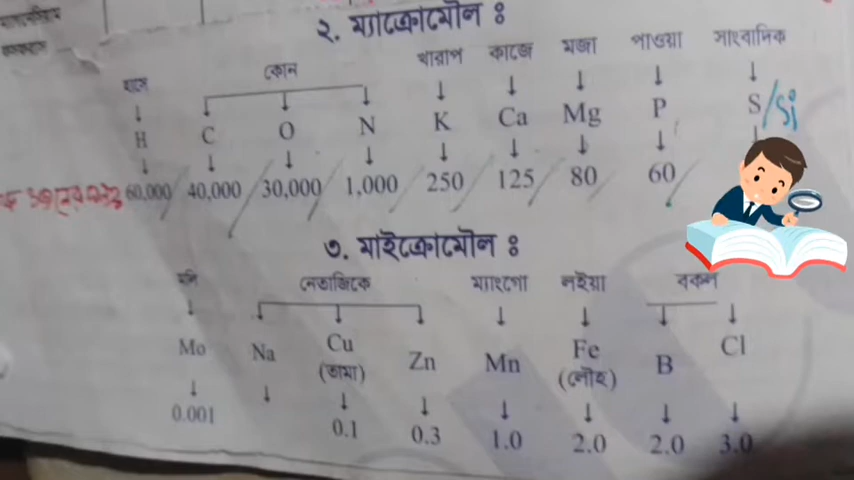 ২. ম্যাক্রোমৌল ঃ
কোন খারাপ কাজে মজা পাওয়া সাংবাদিক
H C O N K Ca Mg P S/Si
60,000 40,000 30,000 1,000 250 125 80 60
৩. মাইক্রোমৌল ঃ
মলি নেতাজিকে ম্যাংগো লইয়া বকল
Mo Na Cu Zn Mn Fe B Cl
(তামা) (লৌহ)
0.001 0.1 0.3 1.0 2.0 2.0 3.0